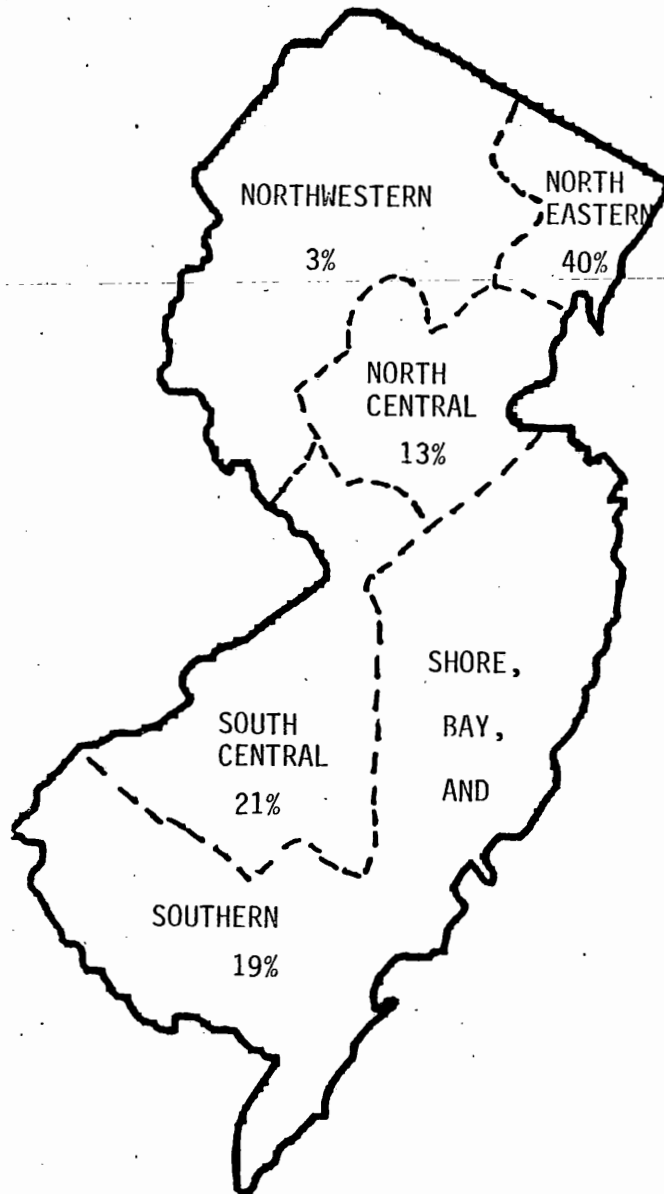 NORTHWESTERN
3%
NORTH
EASTERN
40%
NORTH
CENTRAL
13%
SHORE,
BAY,
AND
SOUTH
CENTRAL
21%
SOUTHERN
19%